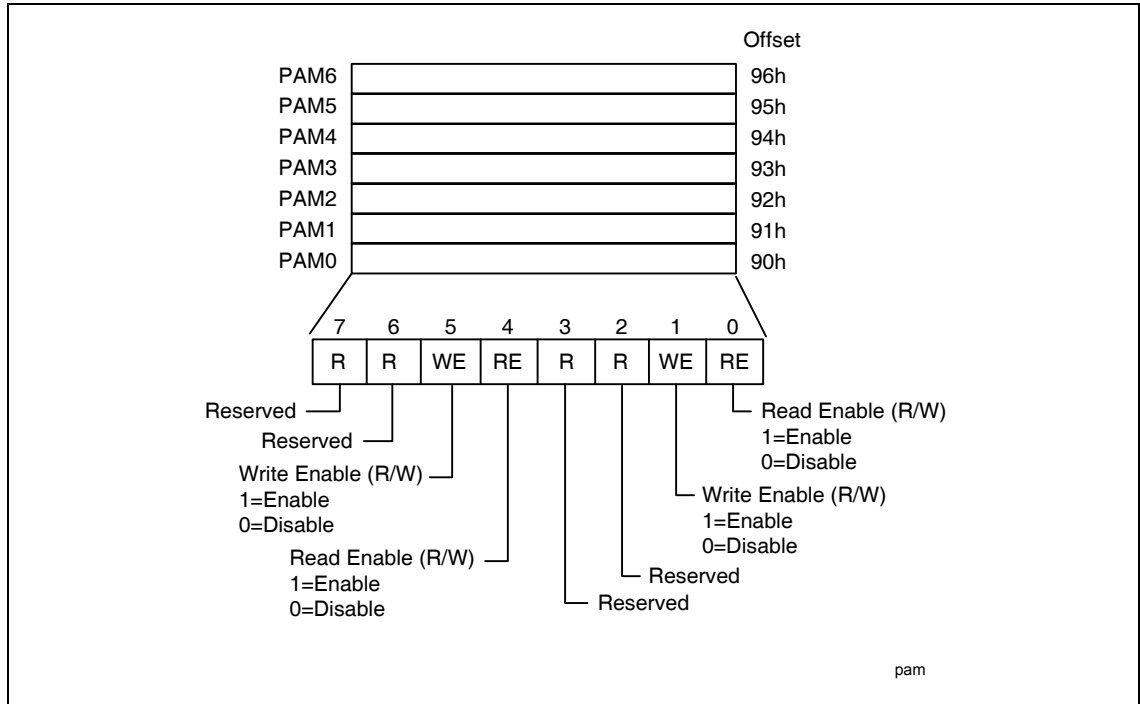 Offset
PAM6 96h
PAM5 95h
PAM4 94h
PAM3 93h
PAM2 92h
PAM1 91h
PAM0 90h
7 6 5 4 3 2 1 0
R R WE RE R R WE RE
Reserved
Reserved
Write Enable (R/W)
1=Enable
0=Disable
Read Enable (R/W)
1=Enable
0=Disable
Reserved
Reserved
Write Enable (R/W)
1=Enable
0=Disable
Read Enable (R/W)
1=Enable
0=Disable
pam